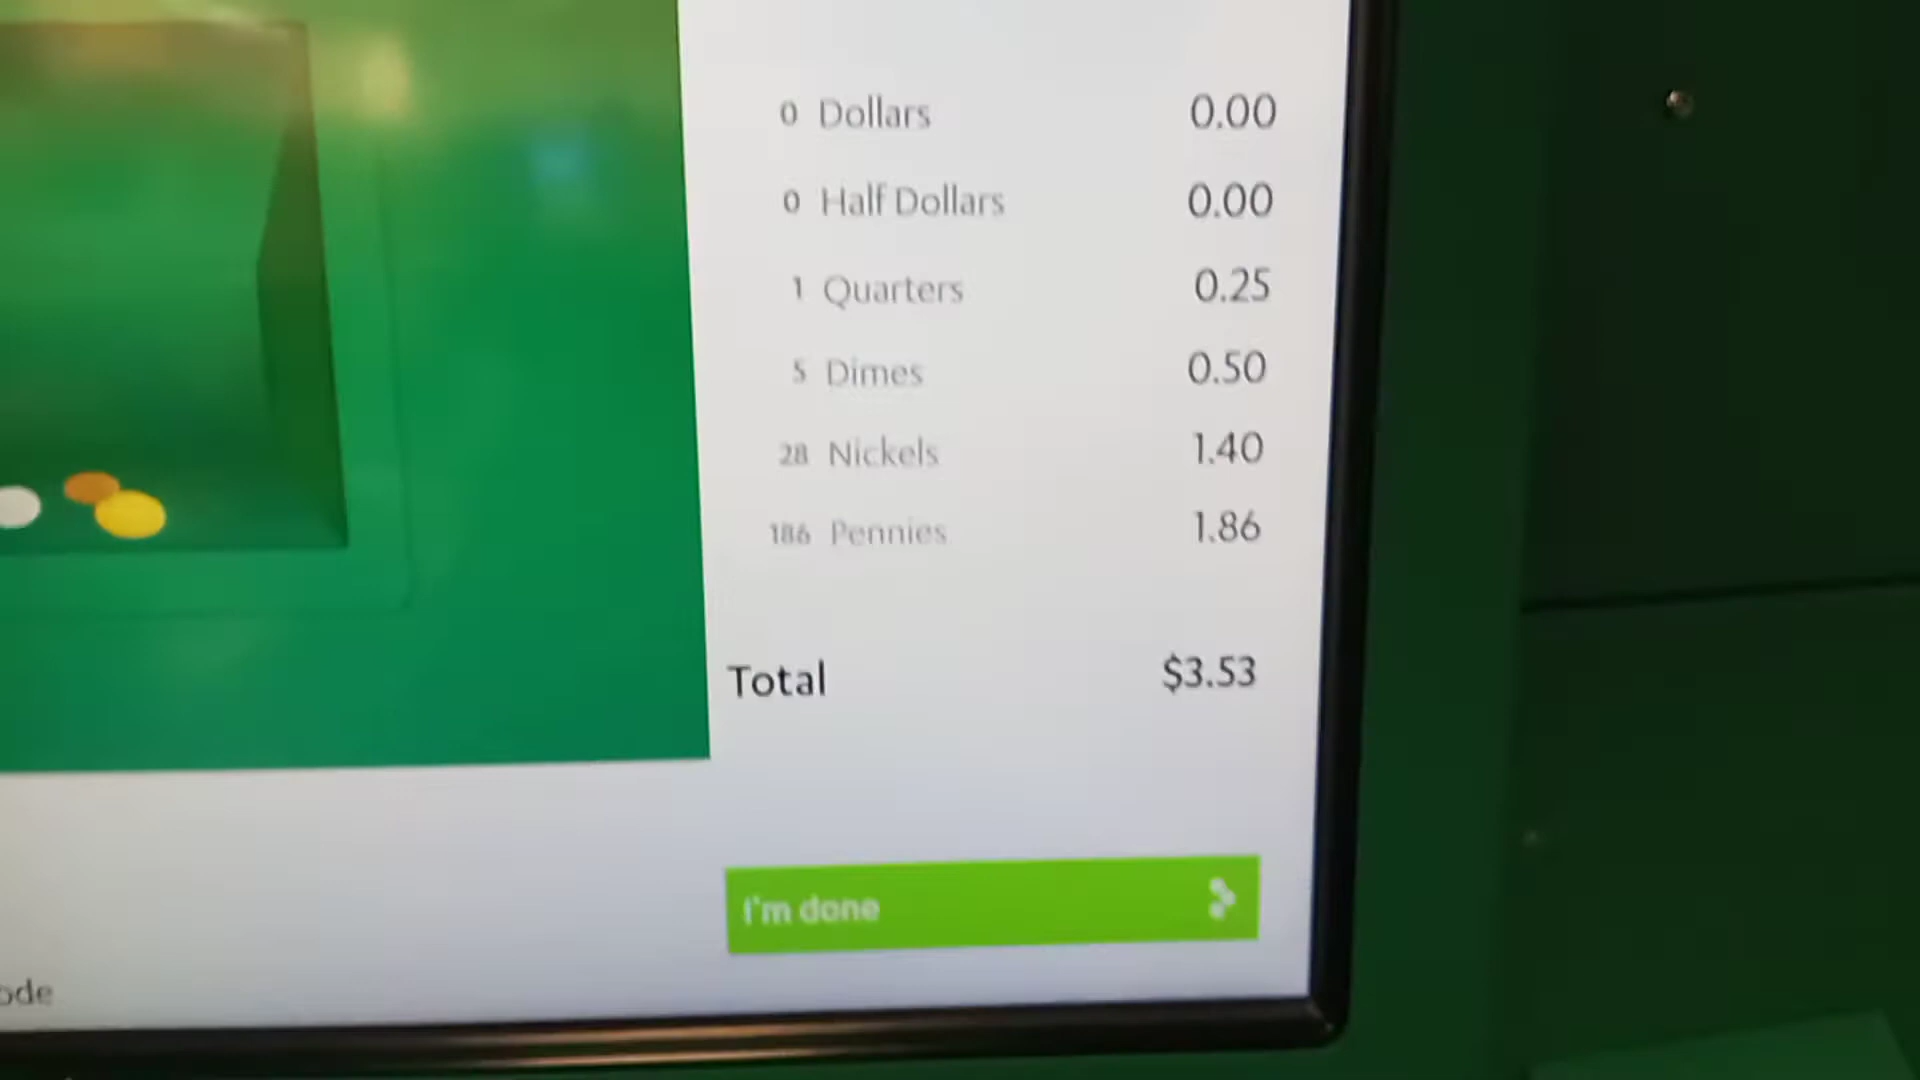 0 Dollars 0.00
0 Half Dollars 0.00
1 Quarters 0.25
5 Dimes 0.50
28 Nickels 1.40
186 Pennies 1.86
Total $3.53
I'm done
ode